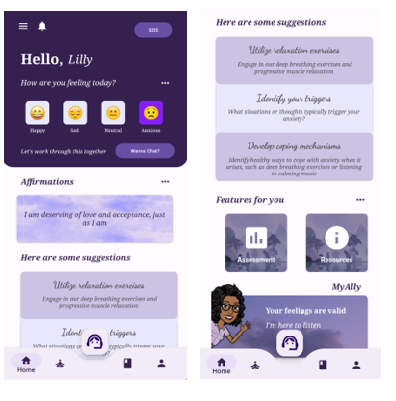 SOS
Hello, Lilly
How are you feeling today?
Happy
Sad
Neutral
Anxious
Let's work through this together
Wanna Chat?
Affirmations
I am deserving of love and acceptance, just
as I am
Here are some suggestions
Utilize relaxation exercises
Engage in our deep breathing exercises and
progressive muscle relaxation
Identi triggers
What situations or thoughts typically trigger your
Home
Here are some suggestions
Utilize relaxation exercises
Engage in our deep breathing exercises and
progressive muscle relaxation
Identify your triggers
What situations or thoughts typically trigger your
anxiety?
Develop coping mechanisms
Identify healthy ways to cope with anxiety when it
arises, such as deep breathing exercises or listening
to calming music
Features for you
Assessment
Resources
MyAlly
Your feelings are valid
I'm here to listen
Home